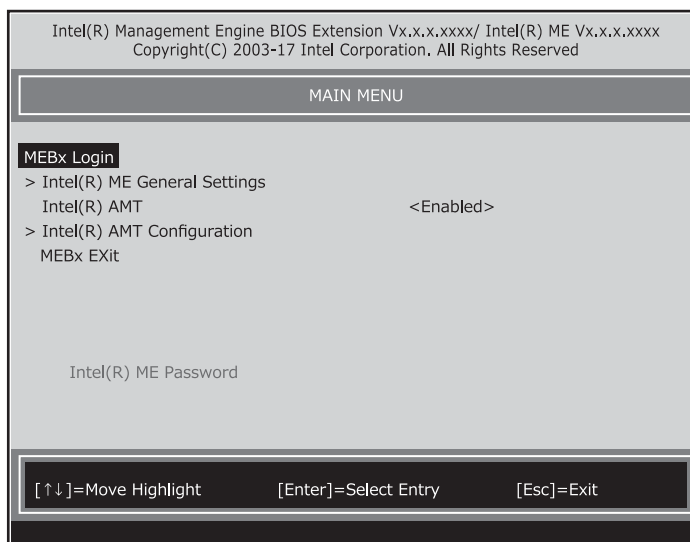 Intel(R) Management Engine BIOS Extension Vx.x.x.xxxx/ Intel(R) ME Vx.x.x.xxxx
Copyright(C) 2003-17 Intel Corporation. All Rights Reserved
MAIN MENU
MEBx Login
> Intel(R) ME General Settings
Intel(R) AMT <Enabled>
> Intel(R) AMT Configuration
MEBx EXit
Intel(R) ME Password
[↑↓]=Move Highlight [Enter]=Select Entry [Esc]=Exit